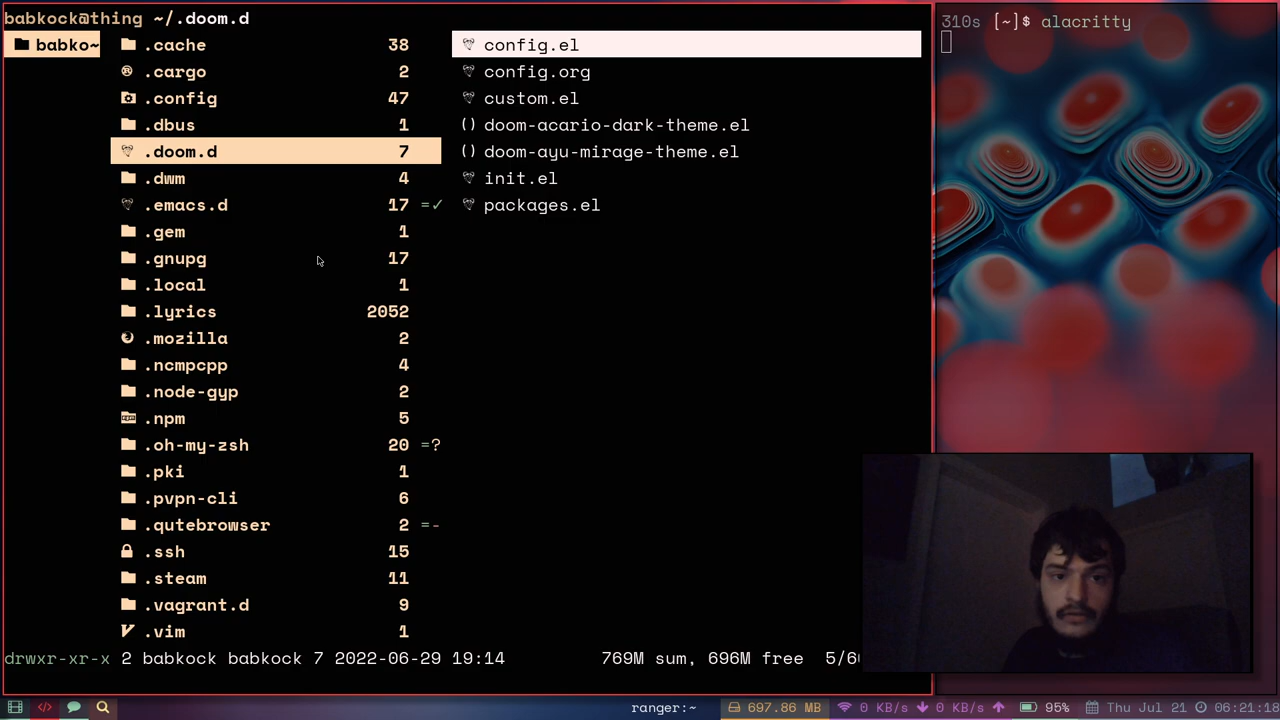 babkock@thing ~/.doom.d
babko~
.cache 38
.cargo 2
.config 47
.dbus 1
.doom.d 7
.dwm 4
.emacs.d 17 =✓
.gem 1
.gnupg 17
.local 1
.lyrics 2052
.mozilla 2
.ncmpcpp 4
.node-gyp 2
.npm 5
.oh-my-zsh 20 =?
.pki 1
.pvpn-cli 6
.qutebrowser 2 =-
.ssh 15
.steam 11
.vagrant.d 9
.vim 1
config.el
config.org
custom.el
() doom-acario-dark-theme.el
() doom-ayu-mirage-theme.el
init.el
packages.el
drwxr-xr-x 2 babkock babkock 7 2022-06-29 19:14 769M sum, 696M free 5/6
310s [~]$ alacritty
ranger:~ 697.86 MB 0 KB/s 0 KB/s 95% Thu Jul 21 06:21:18